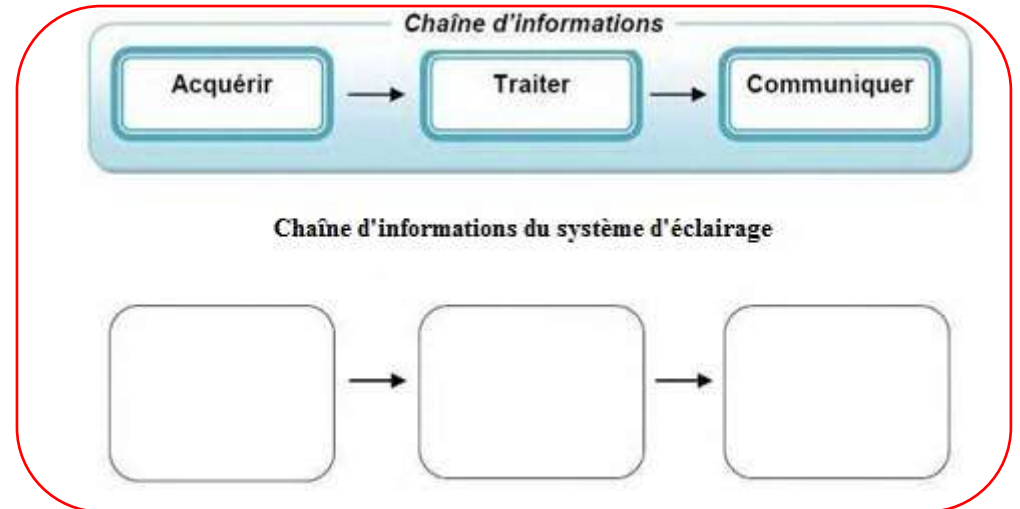 Chaîne d'informations
Acquérir
Traiter
Communiquer
Chaîne d'informations du système d'éclairage